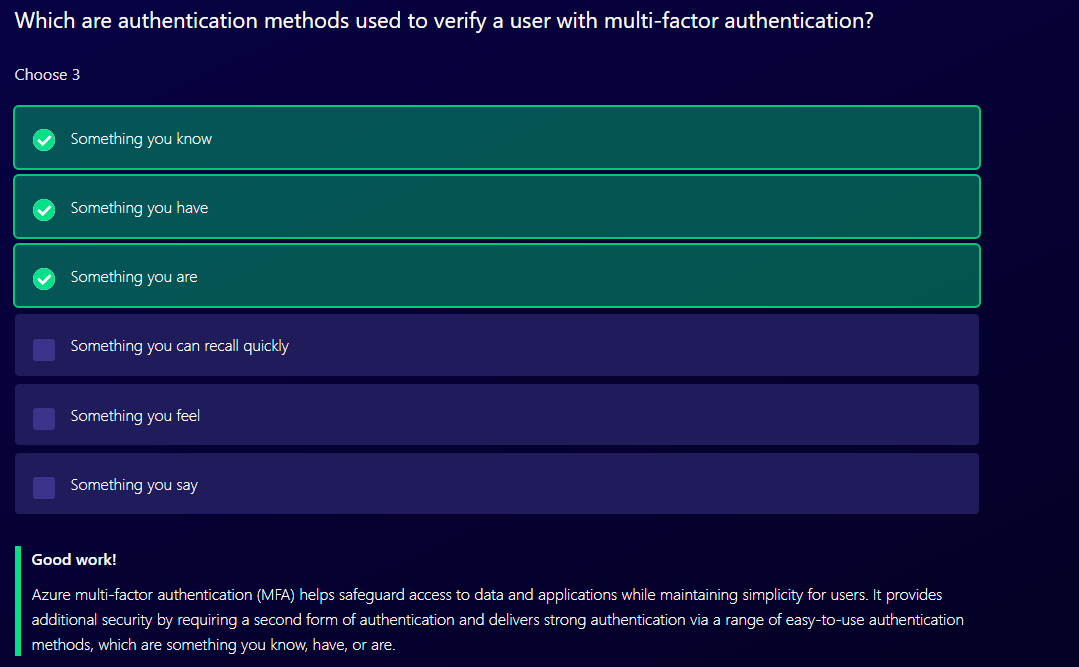 Which are authentication methods used to verify a user with multi-factor authentication?
Choose 3
Something you know
Something you have
Something you are
Something you can recall quickly
Something you feel
Something you say
Good work!
Azure multi-factor authentication (MFA) helps safeguard access to data and applications while maintaining simplicity for users. It provides
additional security by requiring a second form of authentication and delivers strong authentication via a range of easy-to-use authentication
methods, which are something you know, have, or are.